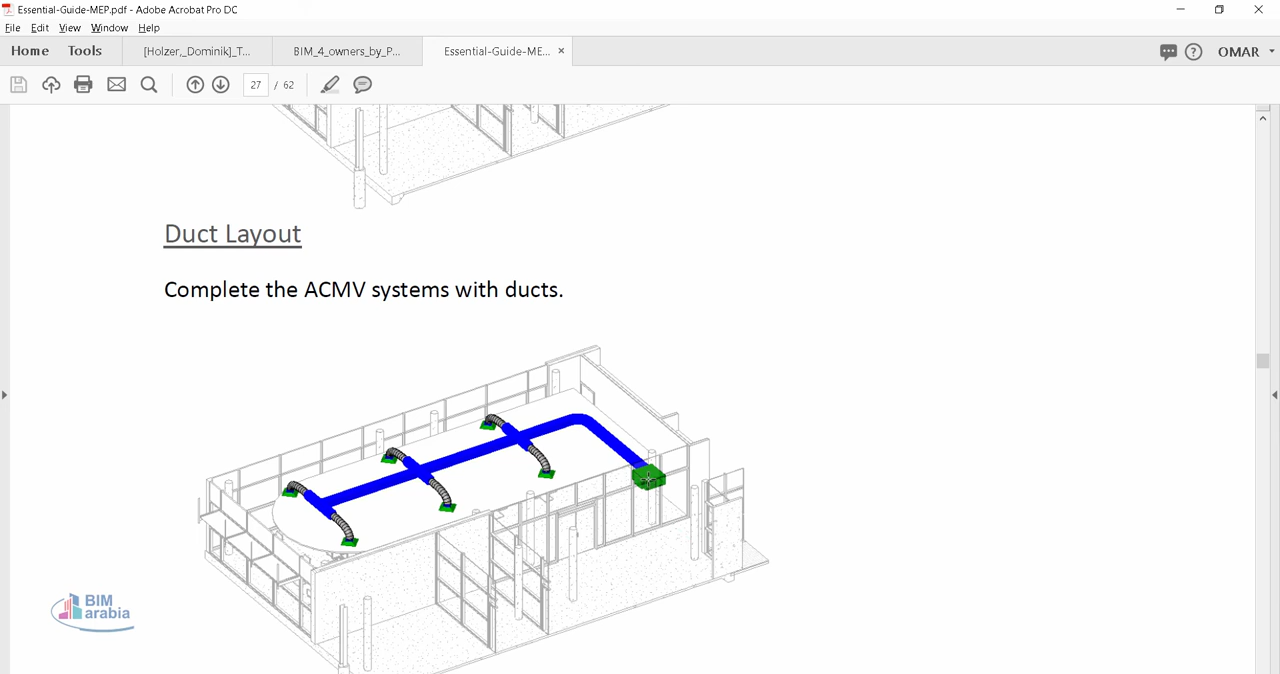 Essential-Guide-MEP.pdf - Adobe Acrobat Pro DC
File Edit View Window Help
Home Tools [Holzer,_Dominik]_T... BIM_4_owners_by_P... Essential-Guide-ME... × OMAR
27 / 62
Duct Layout
Complete the ACMV systems with ducts.
BIM
arabia